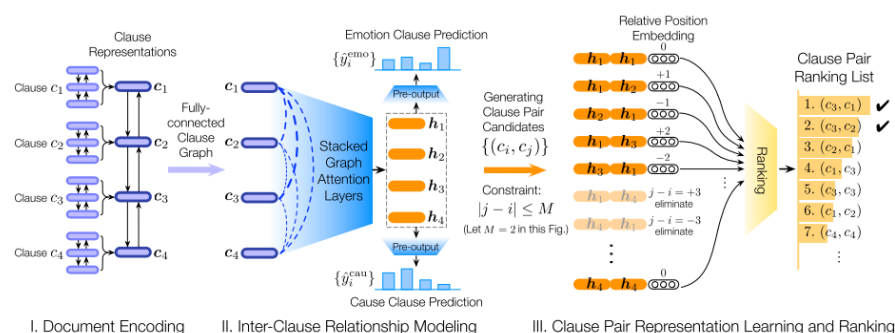 Clause
Representations
Clause c1
Clause c2
Clause c3
Clause c4
c1
c2
c3
c4
Fully-
connected
Clause
Graph
I. Document Encoding
Emotion Clause Prediction
{ŷ_i^emo}
Pre-output
c1
c2
c3
c4
Stacked
Graph
Attention
Layers
h1
h2
h3
h4
Pre-output
{ŷ_i^cau}
Cause Clause Prediction
II. Inter-Clause Relationship Modeling
Generating
Clause Pair
Candidates
{(ci, cj)}
Constraint:
|j − i| ≤ M
(Let M = 2 in this Fig.)
Relative Position
Embedding
h1 h1 0
h1 h2 +1
h2 h1 −1
h1 h3 +2
h3 h1 −2
h1 h4 j − i = +3
eliminate
h4 h1 j − i = −3
eliminate
h4 h4 0
Ranking
Clause Pair
Ranking List
1. (c3, c1) ✔
2. (c3, c2) ✔
3. (c2, c1)
4. (c1, c3)
5. (c3, c3)
6. (c1, c2)
7. (c4, c4)
III. Clause Pair Representation Learning and Ranking